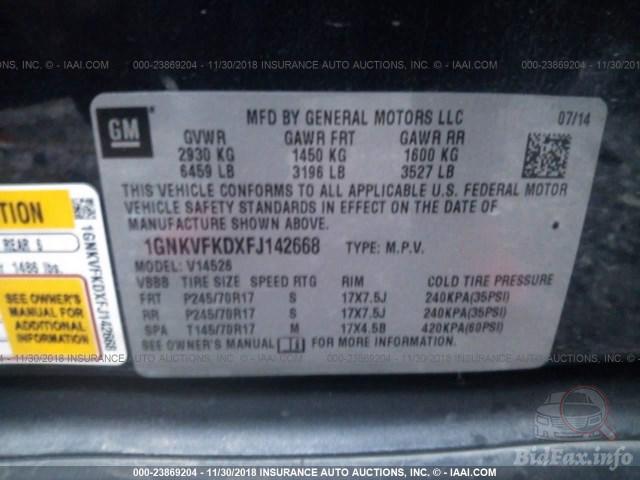 000-23869204 - 11/30/2018 INSURANCE AUTO AUCTIONS, INC. - IAAI.COM
GM
MFD BY GENERAL MOTORS LLC 07/14
GVWR GAWR FRT GAWR RR
2930 KG 1450 KG 1600 KG
6459 LB 3196 LB 3527 LB
THIS VEHICLE CONFORMS TO ALL APPLICABLE U.S. FEDERAL MOTOR
VEHICLE SAFETY STANDARDS IN EFFECT ON THE DATE OF
MANUFACTURE SHOWN ABOVE.
1GNKVFKDXFJ142668 TYPE: M.P.V.
MODEL: V14526
VBBB TIRE SIZE SPEED RTG RIM COLD TIRE PRESSURE
FRT P245/70R17 S 17X7.5J 240KPA(35PSI)
RR P245/70R17 S 17X7.5J 240KPA(35PSI)
SPA T145/70R17 M 17X4.5B 420KPA(60PSI)
SEE OWNER'S MANUAL i FOR MORE INFORMATION.
TION
REAR 5
1486 lbs.
SEE OWNER'S
MANUAL FOR
ADDITIONAL
INFORMATION
1GNKVFKDXFJ142668
AUCTIONS, INC. - IAAI.COM
000-23869204 - 11/30/2018 INSURANCE AUTO AUCTIONS, INC. - IAAI.COM
BidFax.info